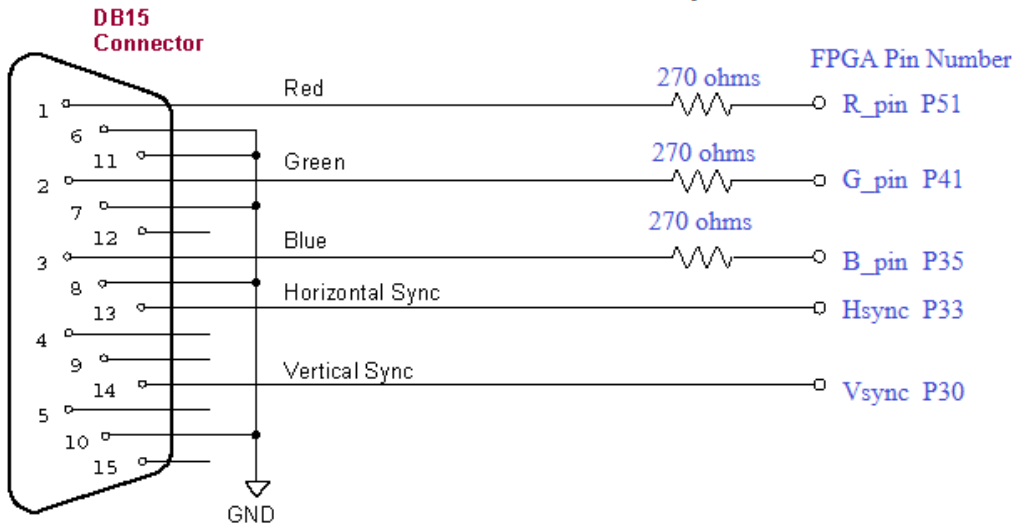 DB15
Connector
FPGA Pin Number
Red
270 ohms
1
R_pin P51
6
11
Green
270 ohms
2
G_pin P41
7
12
Blue
270 ohms
3
B_pin P35
8
Horizontal Sync
13
Hsync P33
4
9
Vertical Sync
14
Vsync P30
5
10
15
GND